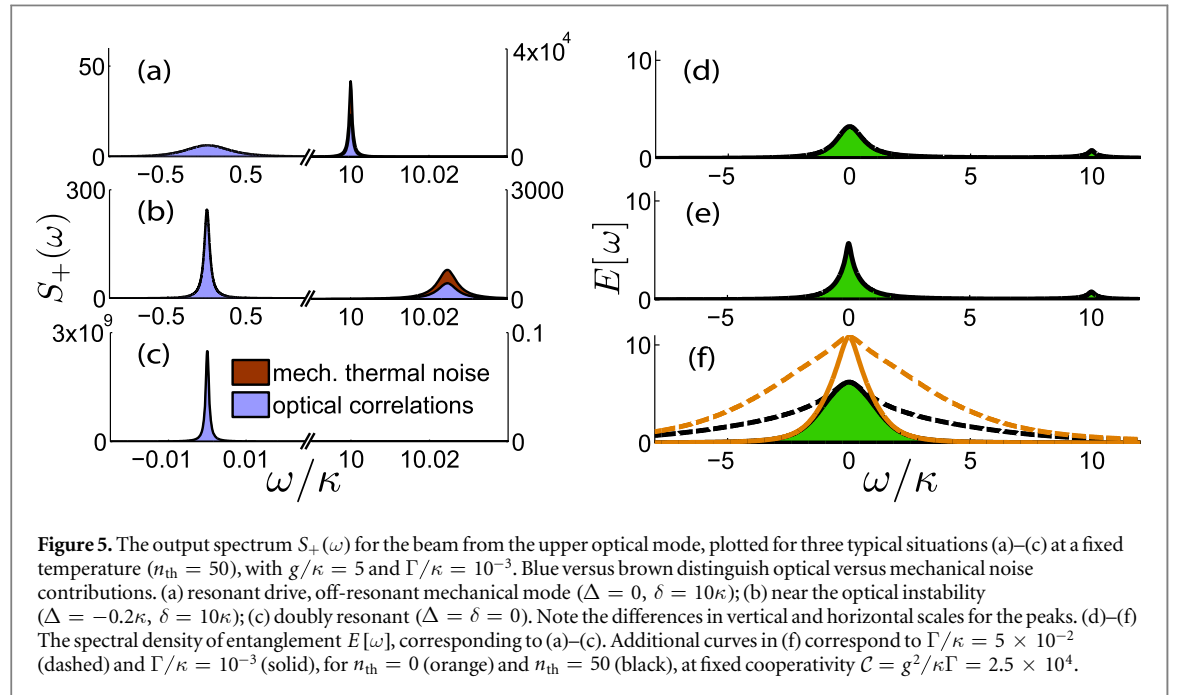 50
(a)
4x10⁴
0
0
−0.5
0.5
10
10.02
300
(b)
3000
0
0
−0.5
0.5
10
10.02
S₊(ω)
3x10⁹
(c)
0.1
mech. thermal noise
optical correlations
0
0
−0.01
0.01
10
10.02
ω/κ
10
(d)
0
−5
0
5
10
10
(e)
0
−5
0
5
10
E[ω]
10
(f)
0
−5
0
5
10
ω/κ
Figure 5. The output spectrum S₊(ω) for the beam from the upper optical mode, plotted for three typical situations (a)–(c) at a fixed
temperature (n_th = 50), with g/κ = 5 and Γ/κ = 10⁻³. Blue versus brown distinguish optical versus mechanical noise
contributions. (a) resonant drive, off-resonant mechanical mode (Δ = 0, δ = 10κ); (b) near the optical instability
(Δ = −0.2κ, δ = 10κ); (c) doubly resonant (Δ = δ = 0). Note the differences in vertical and horizontal scales for the peaks. (d)–(f)
The spectral density of entanglement E[ω], corresponding to (a)–(c). Additional curves in (f) correspond to Γ/κ = 5 × 10⁻²
(dashed) and Γ/κ = 10⁻³ (solid), for n_th = 0 (orange) and n_th = 50 (black), at fixed cooperativity 𝒞 = g²/κΓ = 2.5 × 10⁴.